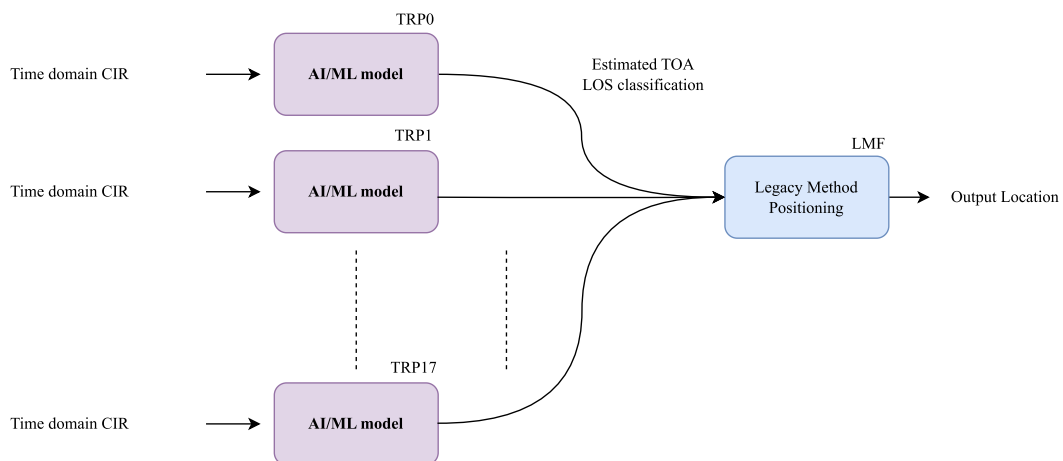 TRP0
Time domain CIR
AI/ML model
Estimated TOA
LOS classification
TRP1
Time domain CIR
AI/ML model
LMF
Legacy Method
Positioning
Output Location
TRP17
Time domain CIR
AI/ML model